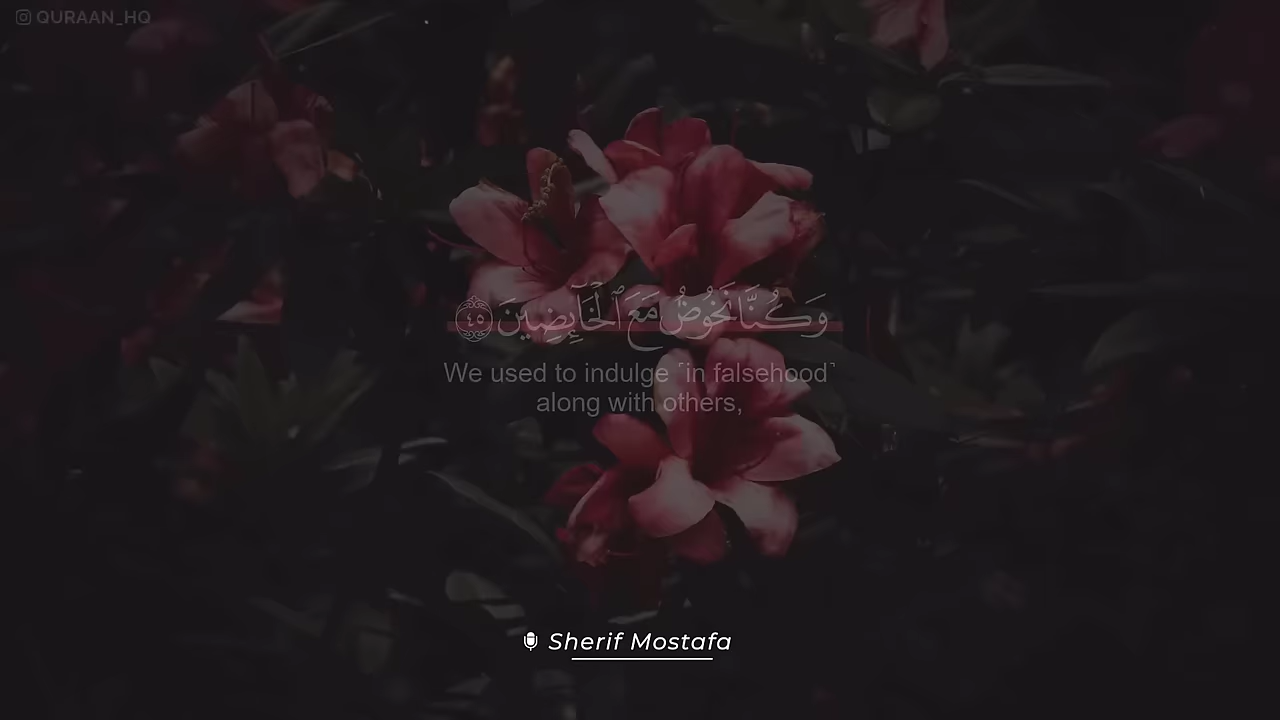 QURAAN_HQ
وَكُنَّا نَخُوضُ مَعَ ٱلْخَآئِضِينَ ٤٥
We used to indulge ˹in falsehood˺
along with others,
Sherif Mostafa